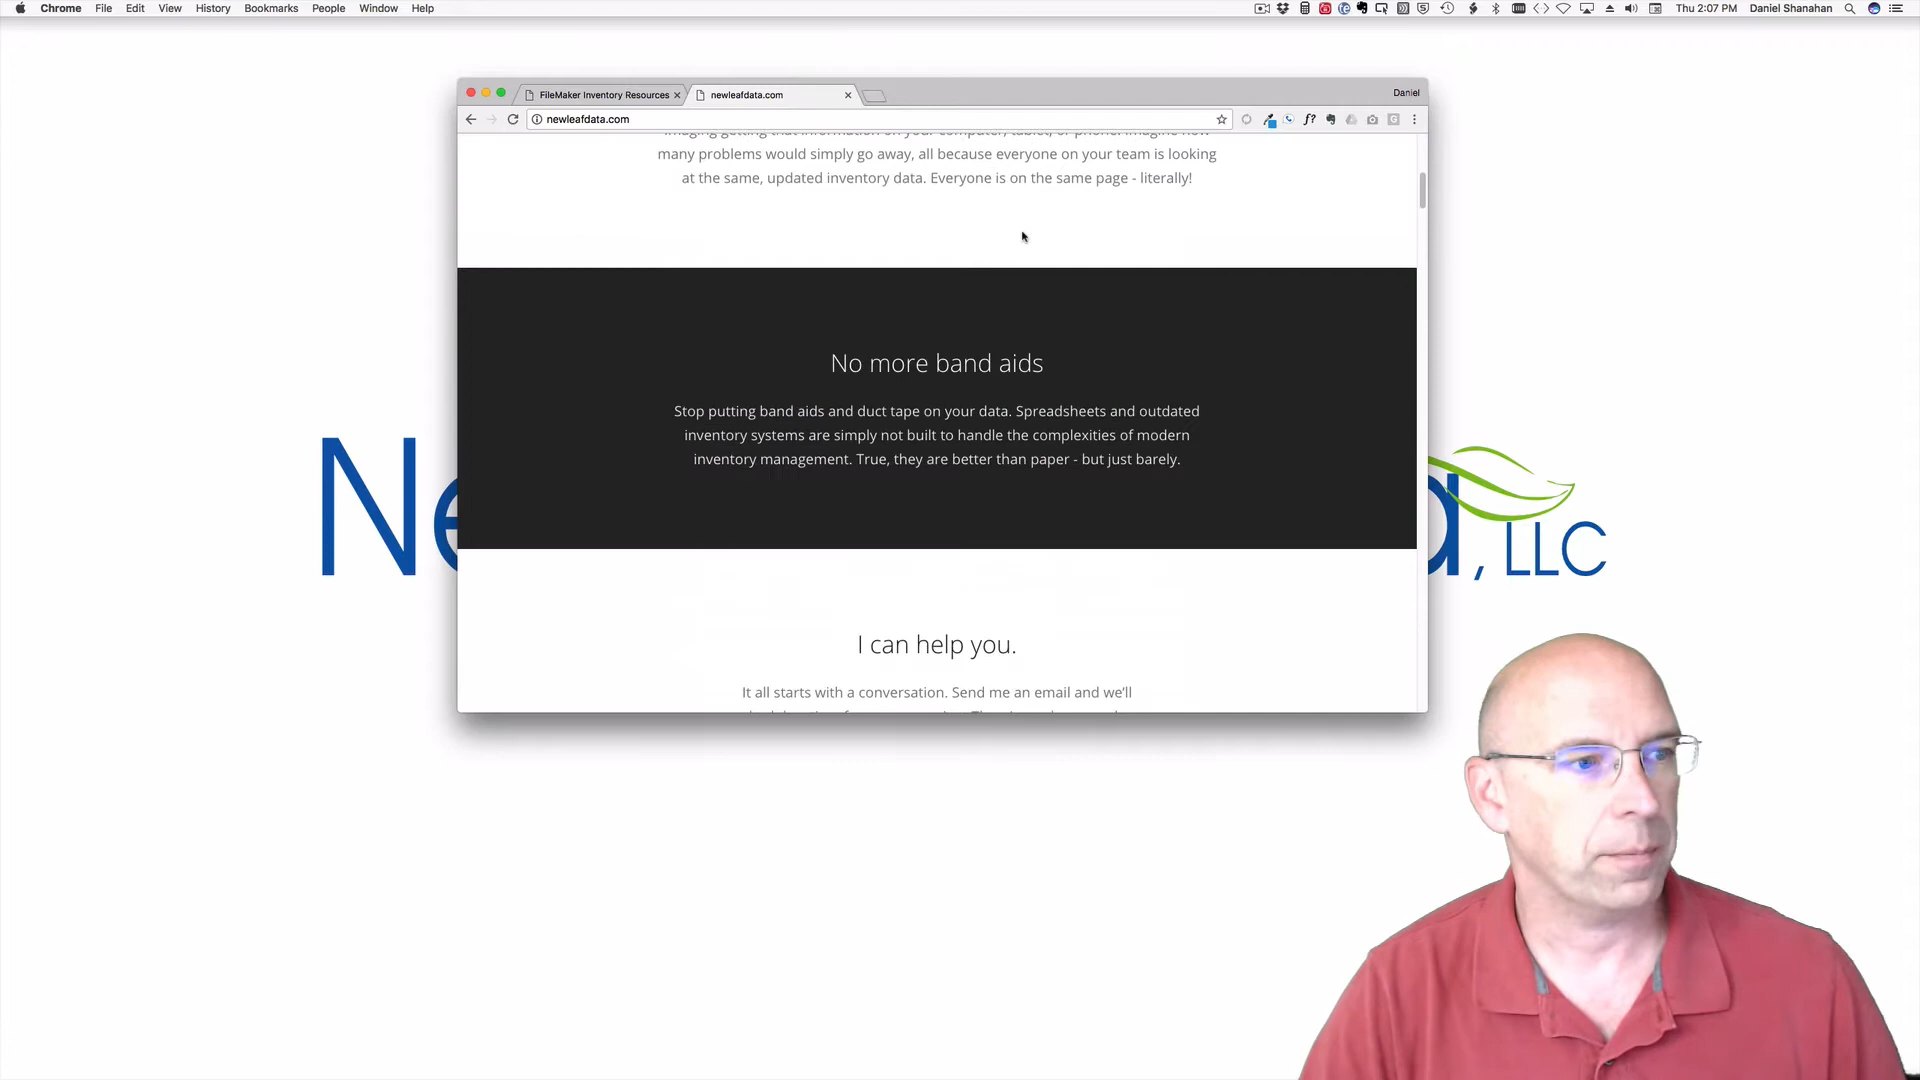 Chrome File Edit View History Bookmarks People Window Help
Thu 2:07 PM Daniel Shanahan
FileMaker Inventory Resources
newleafdata.com
Daniel
newleafdata.com
many problems would simply go away, all because everyone on your team is looking
at the same, updated inventory data. Everyone is on the same page - literally!
No more band aids
Stop putting band aids and duct tape on your data. Spreadsheets and outdated
inventory systems are simply not built to handle the complexities of modern
inventory management. True, they are better than paper - but just barely.
Ne
a, LLC
I can help you.
It all starts with a conversation. Send me an email and we’ll